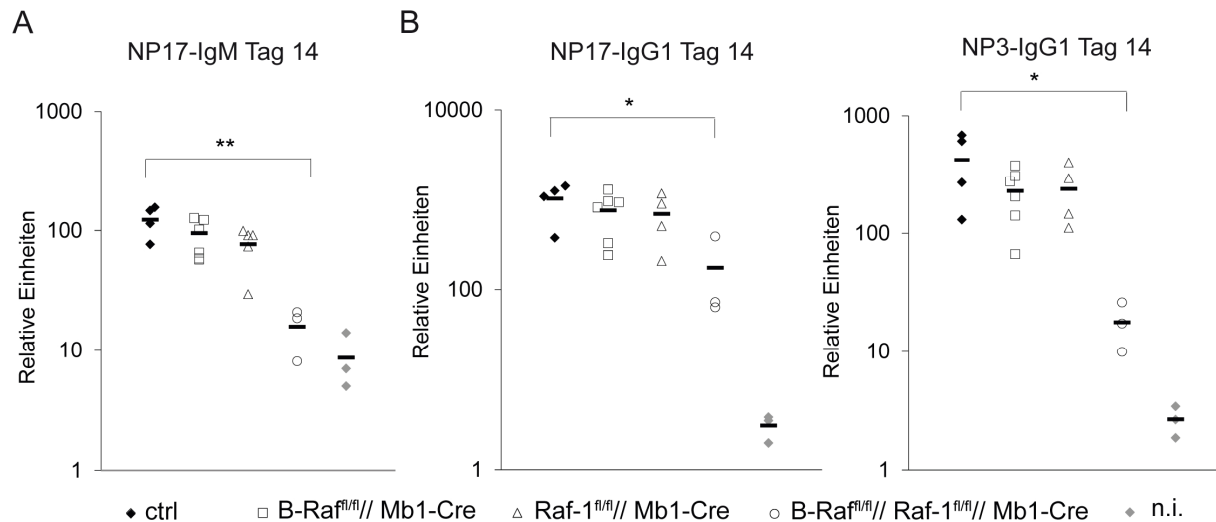 A
B
NP17-IgM Tag 14
NP17-IgG1 Tag 14
NP3-IgG1 Tag 14
**
*
*
Relative Einheiten
1000
100
10
1
Relative Einheiten
10000
100
1
Relative Einheiten
1000
100
10
1
ctrl
B-Raf^fl/fl// Mb1-Cre
Raf-1^fl/fl// Mb1-Cre
B-Raf^fl/fl// Raf-1^fl/fl// Mb1-Cre
n.i.